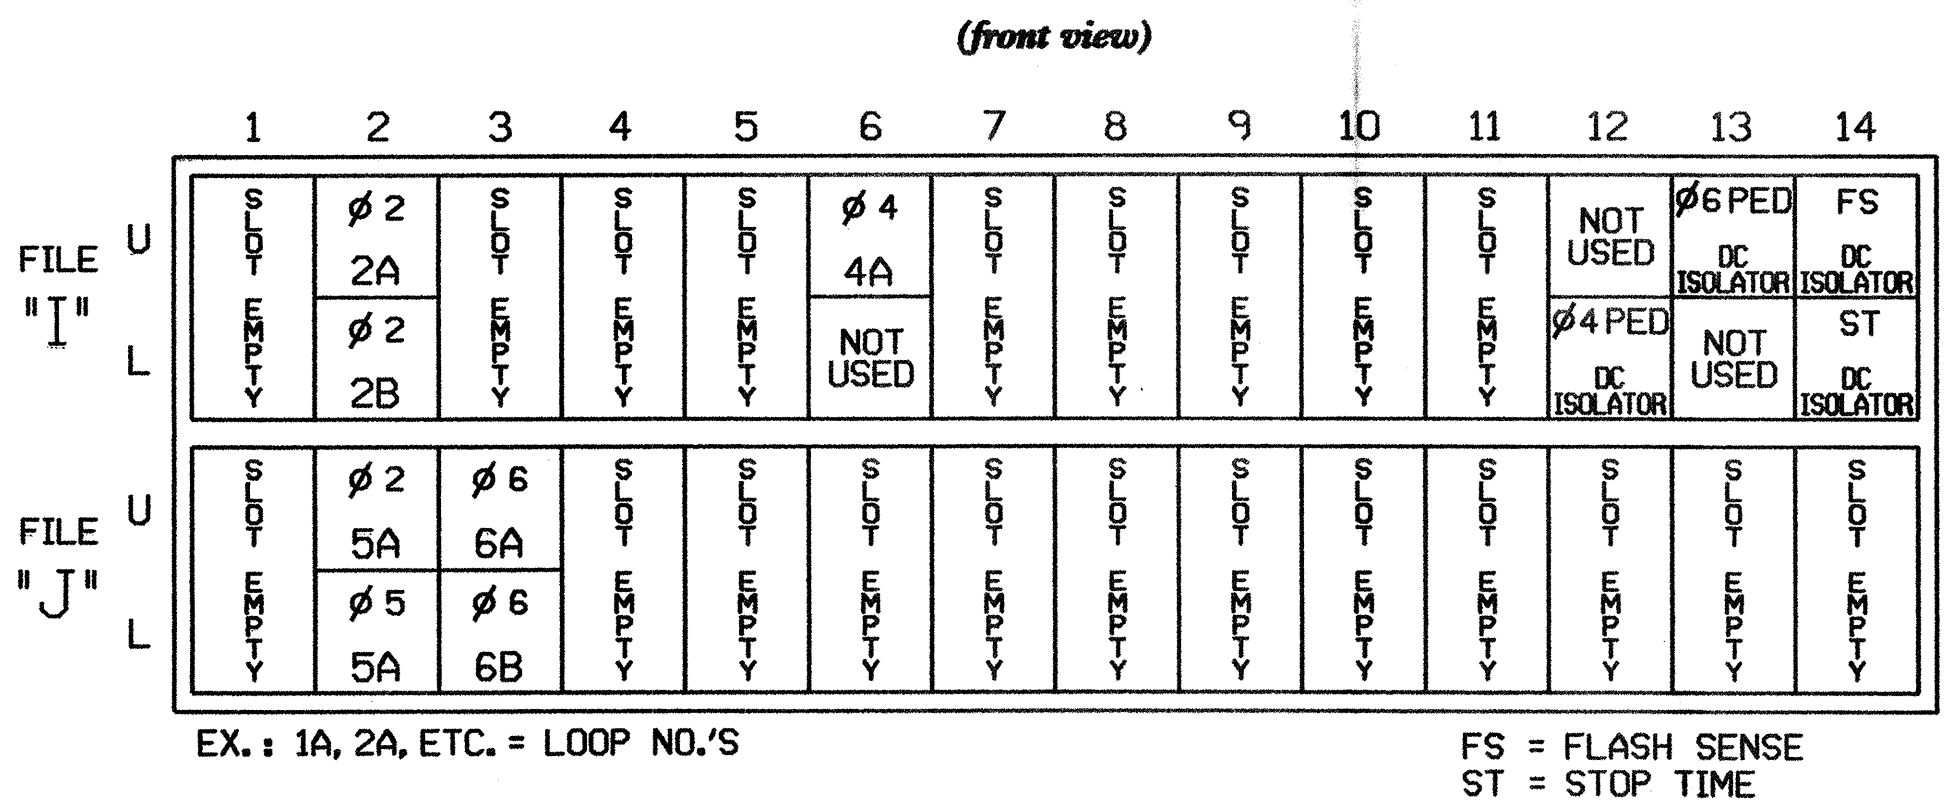 (front view)
1 2 3 4 5 6 7 8 9 10 11 12 13 14
FILE "I"
U
L
SLOT EMPTY
Ø 2
2A
Ø 2
2B
SLOT EMPTY
SLOT EMPTY
SLOT EMPTY
Ø 4
4A
NOT
USED
SLOT EMPTY
SLOT EMPTY
SLOT EMPTY
SLOT EMPTY
SLOT EMPTY
NOT
USED
Ø4 PED
DC
ISOLATOR
Ø6 PED
DC
ISOLATOR
NOT
USED
FS
DC
ISOLATOR
ST
DC
ISOLATOR
FILE
"J"
U
L
SLOT EMPTY
Ø 2
5A
Ø 5
5A
Ø 6
6A
Ø 6
6B
SLOT EMPTY
SLOT EMPTY
SLOT EMPTY
SLOT EMPTY
SLOT EMPTY
SLOT EMPTY
SLOT EMPTY
SLOT EMPTY
SLOT EMPTY
SLOT EMPTY
SLOT EMPTY
EX.: 1A, 2A, ETC. = LOOP NO.'S
FS = FLASH SENSE
ST = STOP TIME